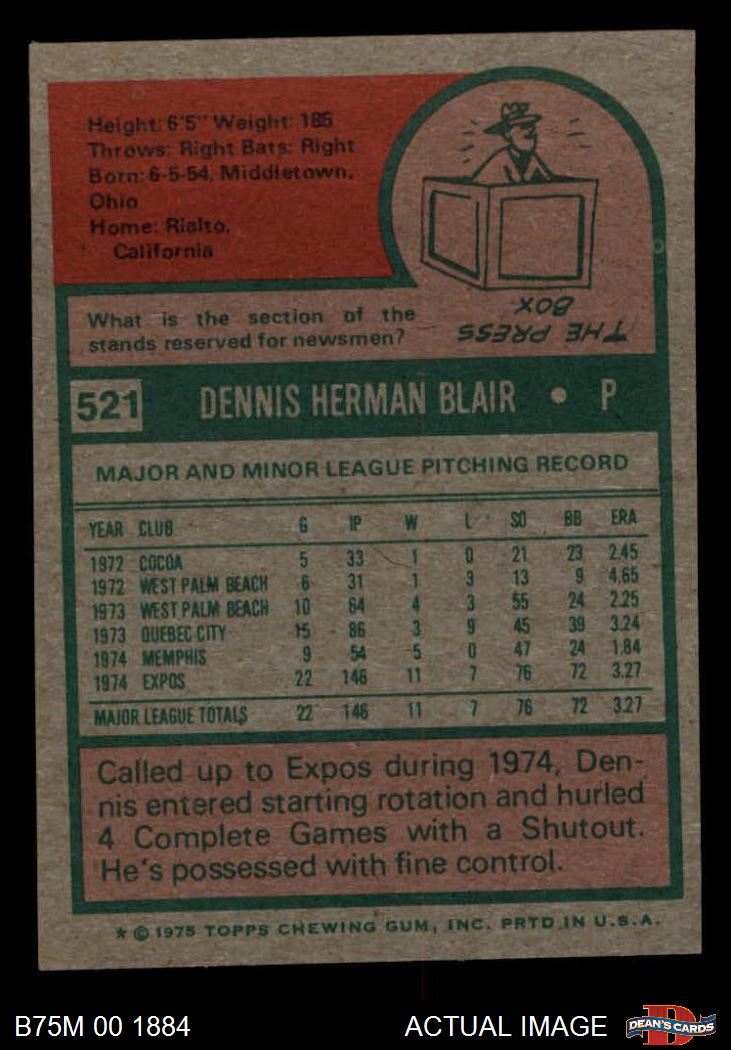 Height: 6'5" Weight: 185
Throws: Right Bats: Right
Born: 6-5-54, Middletown,
Ohio
Home: Rialto,
California
What is the section of the
stands reserved for newsmen?
THE PRESS
BOX.
521 DENNIS HERMAN BLAIR • P
MAJOR AND MINOR LEAGUE PITCHING RECORD
YEAR CLUB G IP W L SO BB ERA
1972 COCOA 5 33 1 0 21 23 2.45
1972 WEST PALM BEACH 6 31 1 3 13 9 4.65
1973 WEST PALM BEACH 10 64 4 3 55 24 2.25
1973 QUEBEC CITY 15 86 3 9 45 39 3.24
1974 MEMPHIS 9 54 5 0 47 24 1.84
1974 EXPOS 22 146 11 7 76 72 3.27
MAJOR LEAGUE TOTALS 22 146 11 7 76 72 3.27
Called up to Expos during 1974, Den-
nis entered starting rotation and hurled
4 Complete Games with a Shutout.
He's possessed with fine control.
* © 1975 TOPPS CHEWING GUM, INC. PRTD. IN U.S.A.
B75M 00 1884 ACTUAL IMAGE DEAN'S CARDS